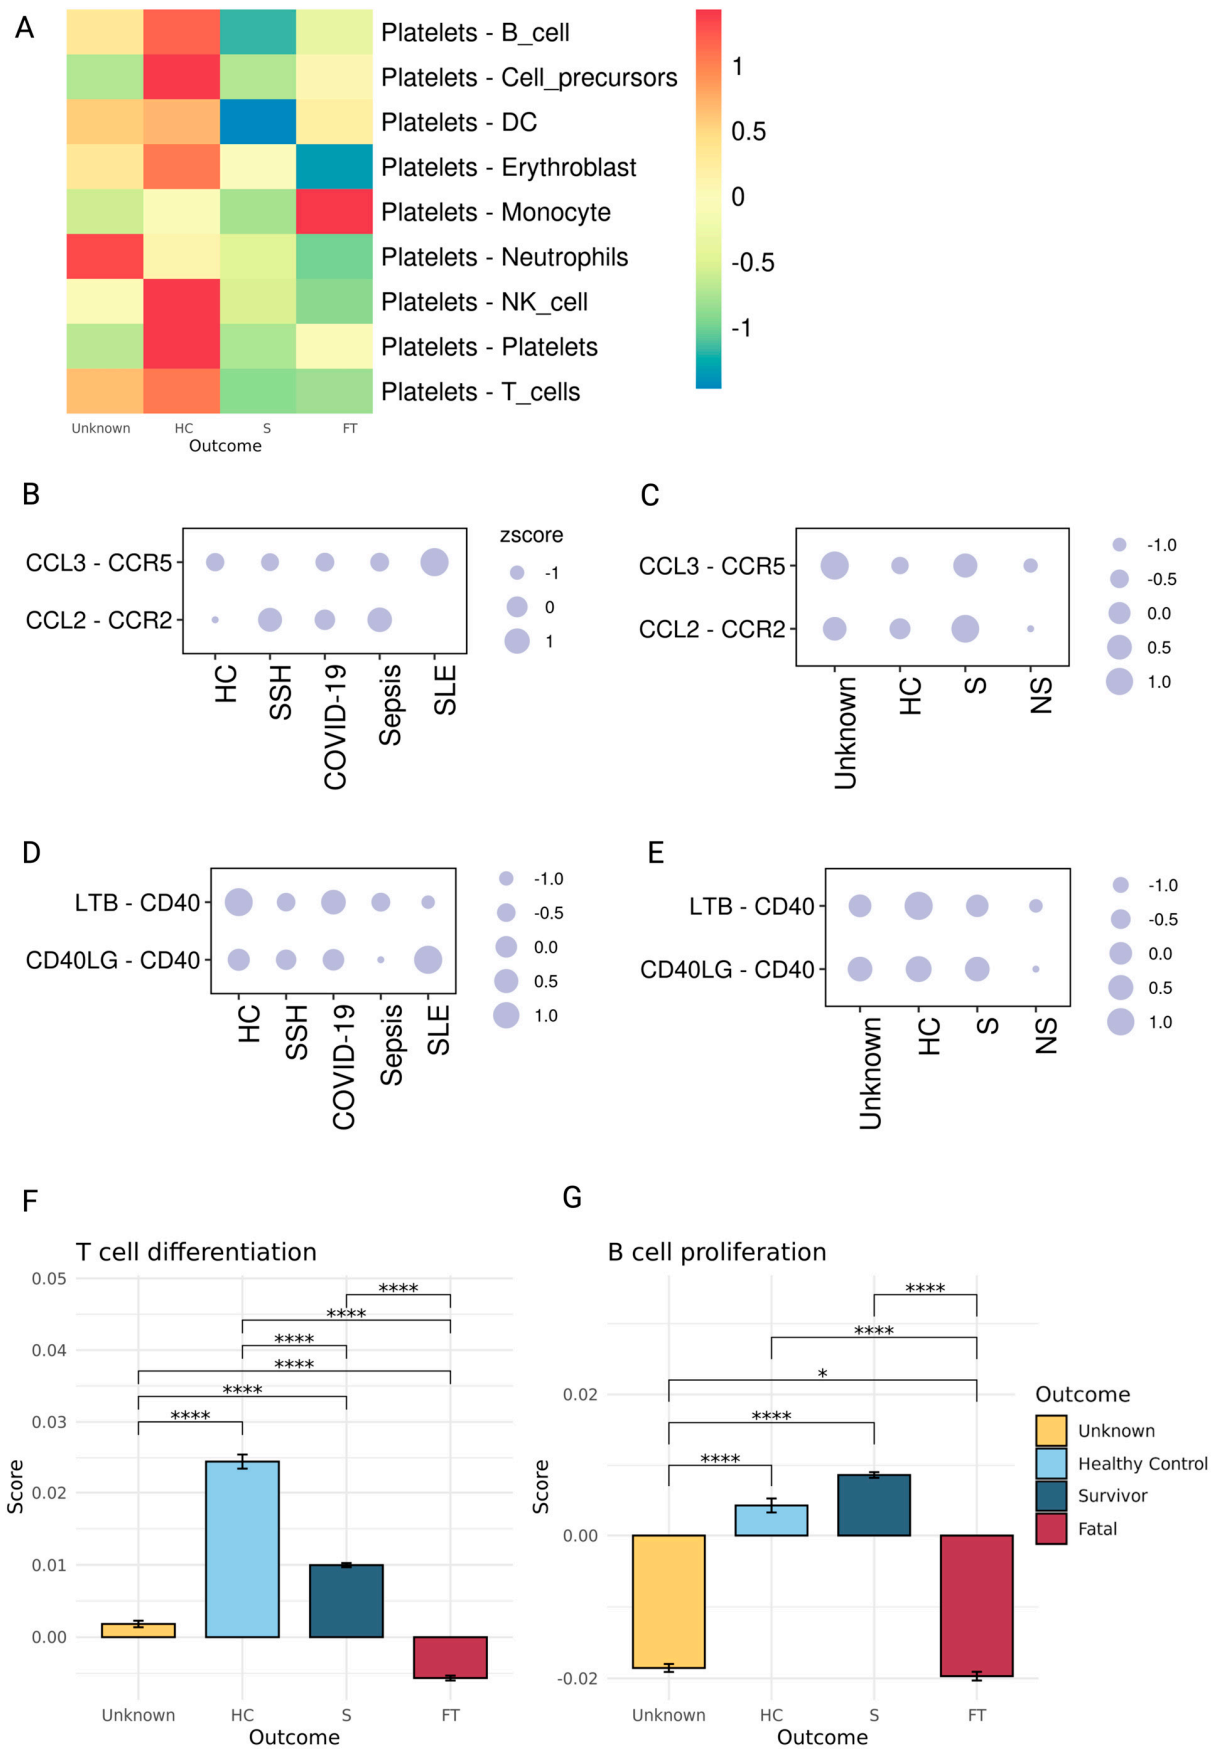 A
Platelets - B_cell
Platelets - Cell_precursors
Platelets - DC
Platelets - Erythroblast
Platelets - Monocyte
Platelets - Neutrophils
Platelets - NK_cell
Platelets - Platelets
Platelets - T_cells
1
0.5
0
-0.5
-1
Unknown HC S FT
Outcome
B
CCL3 - CCR5
CCL2 - CCR2
HC SSH COVID-19 Sepsis SLE
zscore
-1
0
1
C
CCL3 - CCR5
CCL2 - CCR2
Unknown HC S NS
-1.0
-0.5
0.0
0.5
1.0
D
LTB - CD40
CD40LG - CD40
HC SSH COVID-19 Sepsis SLE
-1.0
-0.5
0.0
0.5
1.0
E
LTB - CD40
CD40LG - CD40
Unknown HC S NS
-1.0
-0.5
0.0
0.5
1.0
F
T cell differentiation
Score
0.05
0.04
0.03
0.02
0.01
0.00
****
****
****
****
****
****
Unknown HC S FT
Outcome
G
B cell proliferation
Score
0.02
0.00
-0.02
****
****
*
****
****
Unknown HC S FT
Outcome
Outcome
Unknown
Healthy Control
Survivor
Fatal